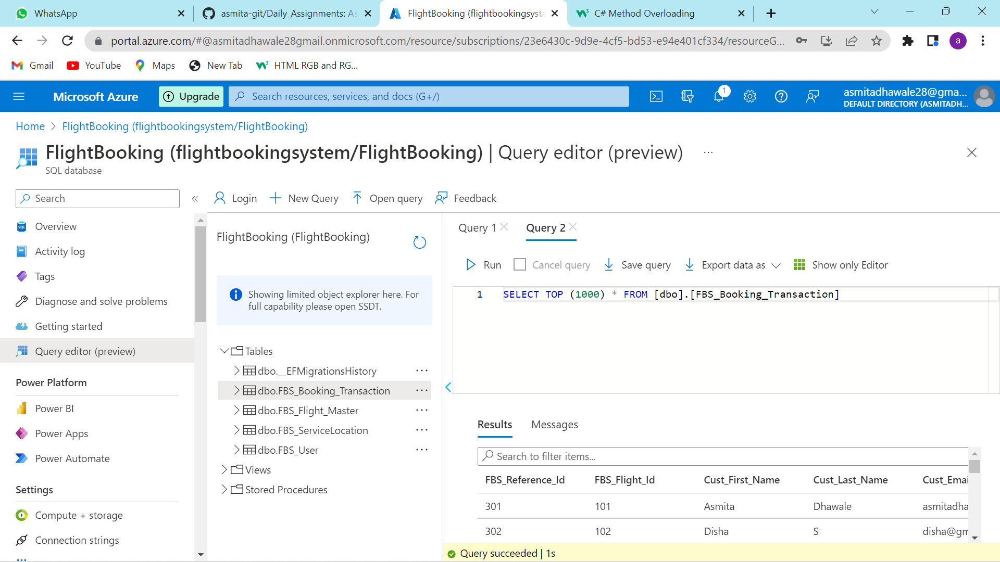 WhatsApp
asmita-git/Daily_Assignments: As
FlightBooking (flightbookingsyste
C# Method Overloading
portal.azure.com/#@asmitadhawale28gmail.onmicrosoft.com/resource/subscriptions/23e6430c-9d9e-4cf5-bd53-e94e401cf334/resourceG...
a
Gmail
YouTube
Maps
New Tab
HTML RGB and RG...
Microsoft Azure
Upgrade
Search resources, services, and docs (G+/)
1
asmitadhawale28@gma...
DEFAULT DIRECTORY (ASMITADH...
Home > FlightBooking (flightbookingsystem/FlightBooking)
FlightBooking (flightbookingsystem/FlightBooking) | Query editor (preview) ...
SQL database
Search
«
Login
New Query
Open query
Feedback
Overview
Activity log
Tags
Diagnose and solve problems
Getting started
Query editor (preview)
Power Platform
Power BI
Power Apps
Power Automate
Settings
Compute + storage
Connection strings
FlightBooking (FlightBooking)
Showing limited object explorer here. For
full capability please open SSDT.
Tables
dbo.__EFMigrationsHistory ...
dbo.FBS_Booking_Transaction ...
dbo.FBS_Flight_Master ...
dbo.FBS_ServiceLocation ...
dbo.FBS_User ...
Views
Stored Procedures
Query 1
Query 2
Run
Cancel query
Save query
Export data as
Show only Editor
1 SELECT TOP (1000) * FROM [dbo].[FBS_Booking_Transaction]
Results
Messages
Search to filter items...
FBS_Reference_Id FBS_Flight_Id Cust_First_Name Cust_Last_Name Cust_Emai
301 101 Asmita Dhawale asmitadha
302 102 Disha S disha@gm
Query succeeded | 1s